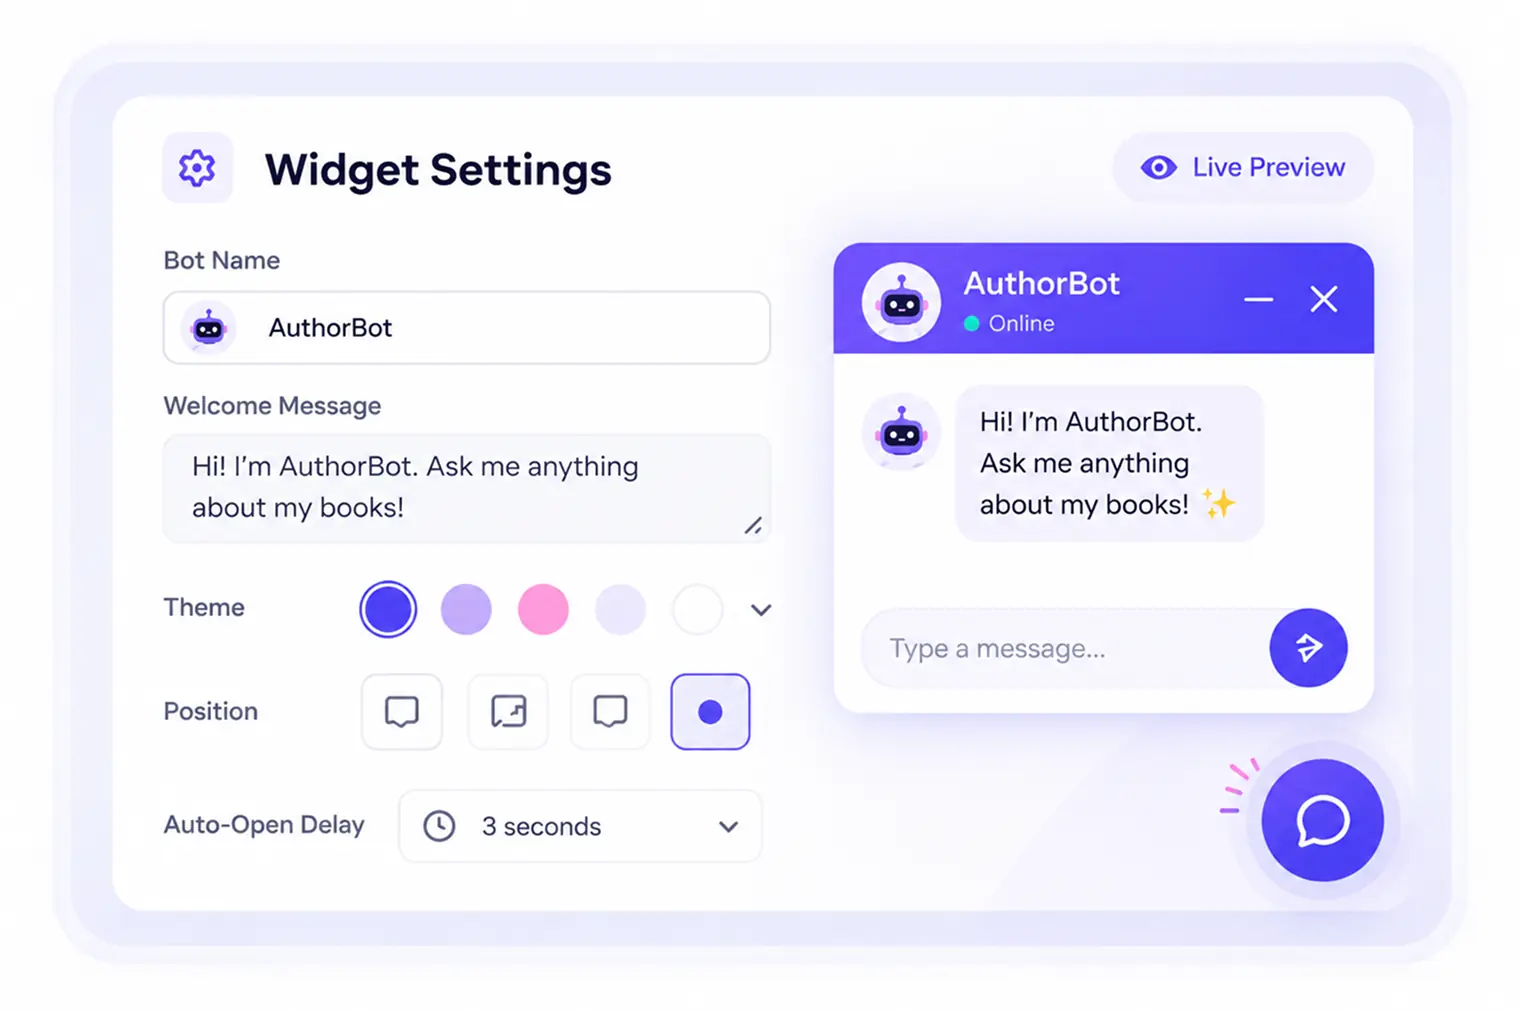 Widget Settings
Live Preview
Bot Name
AuthorBot
Welcome Message
Hi! I'm AuthorBot. Ask me anything
about my books!
Theme
Position
Auto-Open Delay
3 seconds
AuthorBot
Online
Hi! I'm AuthorBot.
Ask me anything
about my books! ✨
Type a message...